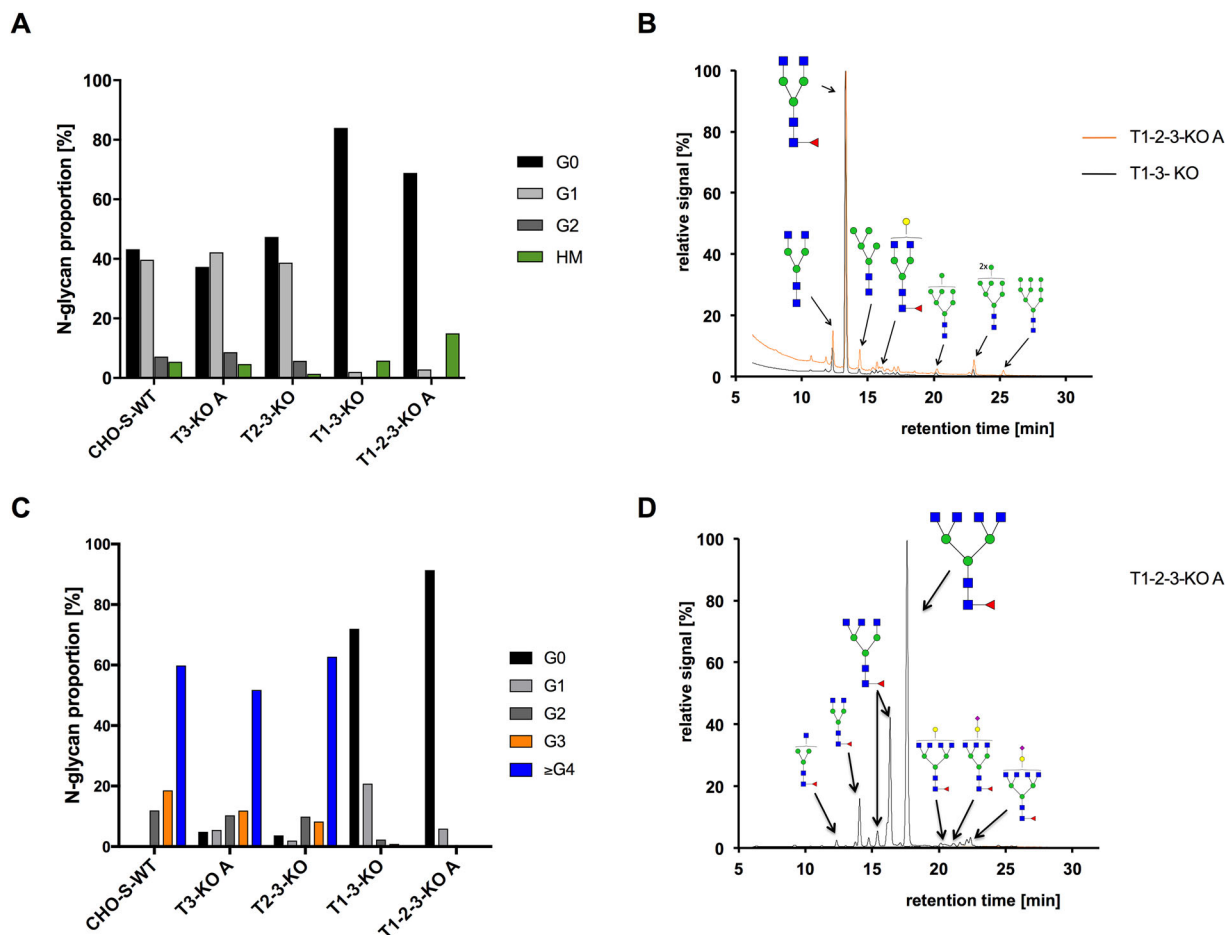 A
N-glycan proportion [%]
100
80
60
40
20
0
CHO-S-WT
T3-KO A
T2-3-KO
T1-3-KO
T1-2-3-KO A
G0
G1
G2
HM
B
relative signal [%]
100
80
60
40
20
0
5
10
15
20
25
30
retention time [min]
2x
T1-2-3-KO A
T1-3- KO
C
N-glycan proportion [%]
100
80
60
40
20
0
CHO-S-WT
T3-KO A
T2-3-KO
T1-3-KO
T1-2-3-KO A
G0
G1
G2
G3
≥G4
D
relative signal [%]
100
80
60
40
20
0
5
10
15
20
25
30
retention time [min]
T1-2-3-KO A